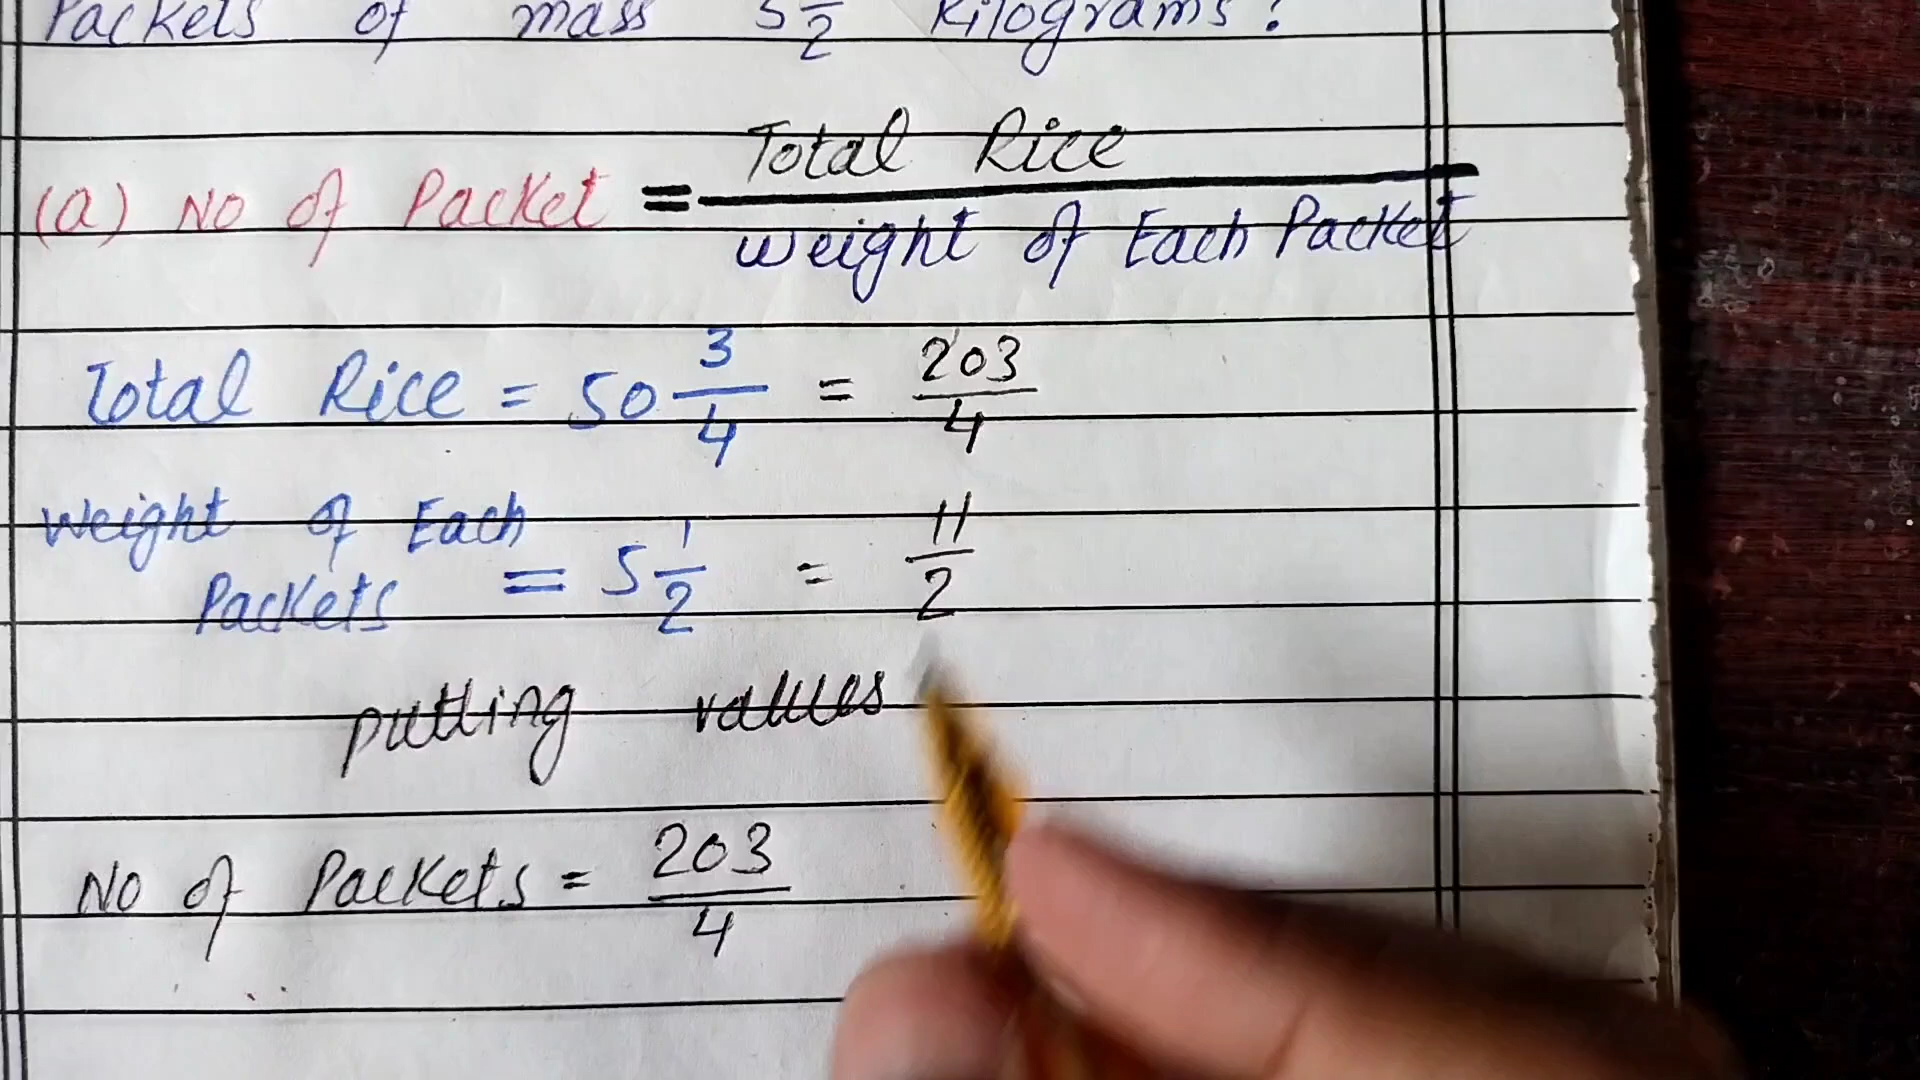 Packets of mass 5 1/2 Kilograms?
(a) No of Packet = Total Rice / Weight of Each Packet
Total Rice = 50 3/4 = 203/4
Weight of Each Packets = 5 1/2 = 11/2
putting values
No of Packets = 203/4